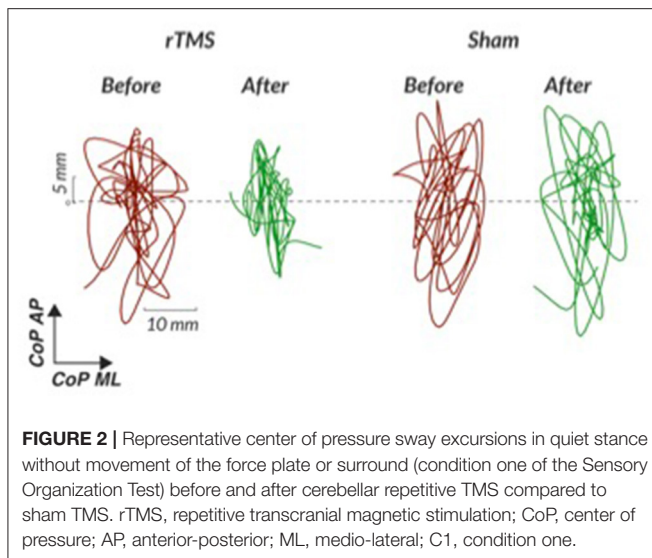 rTMS
Sham
Before
After
Before
After
5 mm
0
10 mm
CoP AP
CoP ML
FIGURE 2 | Representative center of pressure sway excursions in quiet stance
without movement of the force plate or surround (condition one of the Sensory
Organization Test) before and after cerebellar repetitive TMS compared to
sham TMS. rTMS, repetitive transcranial magnetic stimulation; CoP, center of
pressure; AP, anterior-posterior; ML, medio-lateral; C1, condition one.